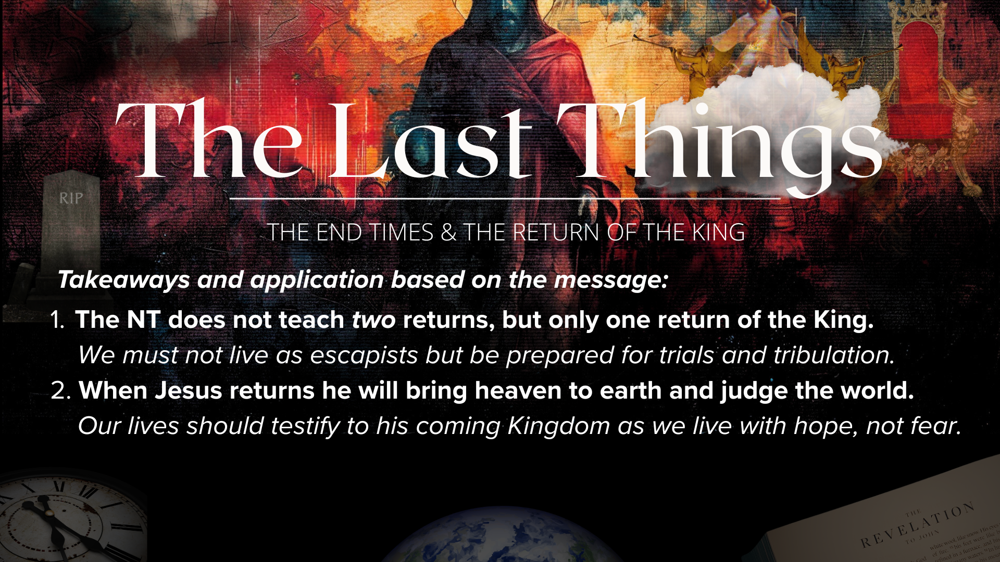 The Last Things
RIP
THE END TIMES & THE RETURN OF THE KING
Takeaways and application based on the message:
1. The NT does not teach two returns, but only one return of the King.
We must not live as escapists but be prepared for trials and tribulation.
2. When Jesus returns he will bring heaven to earth and judge the world.
Our lives should testify to his coming Kingdom as we live with hope, not fear.
THE
REVELATION
TO JOHN